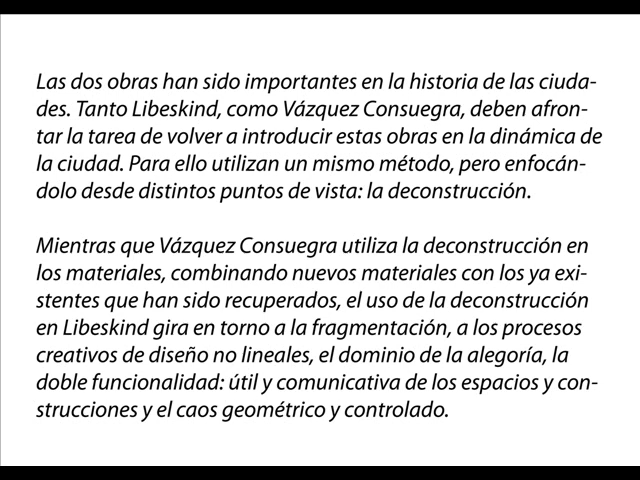 Las dos obras han sido importantes en la historia de las ciuda-
des. Tanto Libeskind, como Vázquez Consuegra, deben afron-
tar la tarea de volver a introducir estas obras en la dinámica de
la ciudad. Para ello utilizan un mismo método, pero enfocán-
dolo desde distintos puntos de vista: la deconstrucción.
Mientras que Vázquez Consuegra utiliza la deconstrucción en
los materiales, combinando nuevos materiales con los ya exi-
stentes que han sido recuperados, el uso de la deconstrucción
en Libeskind gira en torno a la fragmentación, a los procesos
creativos de diseño no lineales, el dominio de la alegoría, la
doble funcionalidad: útil y comunicativa de los espacios y con-
strucciones y el caos geométrico y controlado.